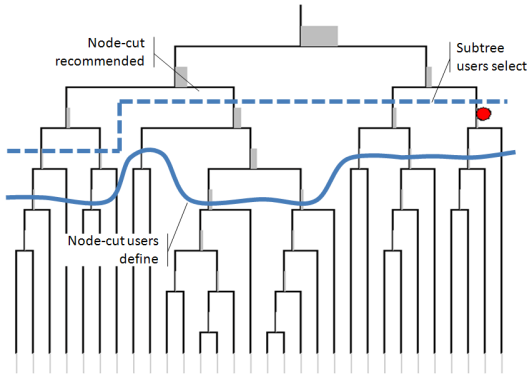 Node-cut
recommended
Subtree
users select
Node-cut users
define